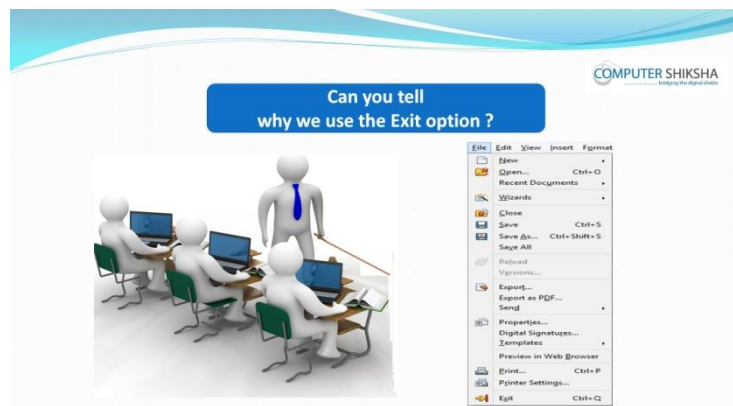 COMPUTER SHIKSHA
bridging the digital divide
Can you tell
why we use the Exit option ?
File Edit View Insert Format
New
Open... Ctrl+O
Recent Documents
Wizards
Close
Save Ctrl+S
Save As... Ctrl+Shift+S
Save All
Reload
Versions...
Export...
Export as PDF...
Send
Properties...
Digital Signatures...
Templates
Preview in Web Browser
Print... Ctrl+P
Printer Settings...
Exit Ctrl+Q